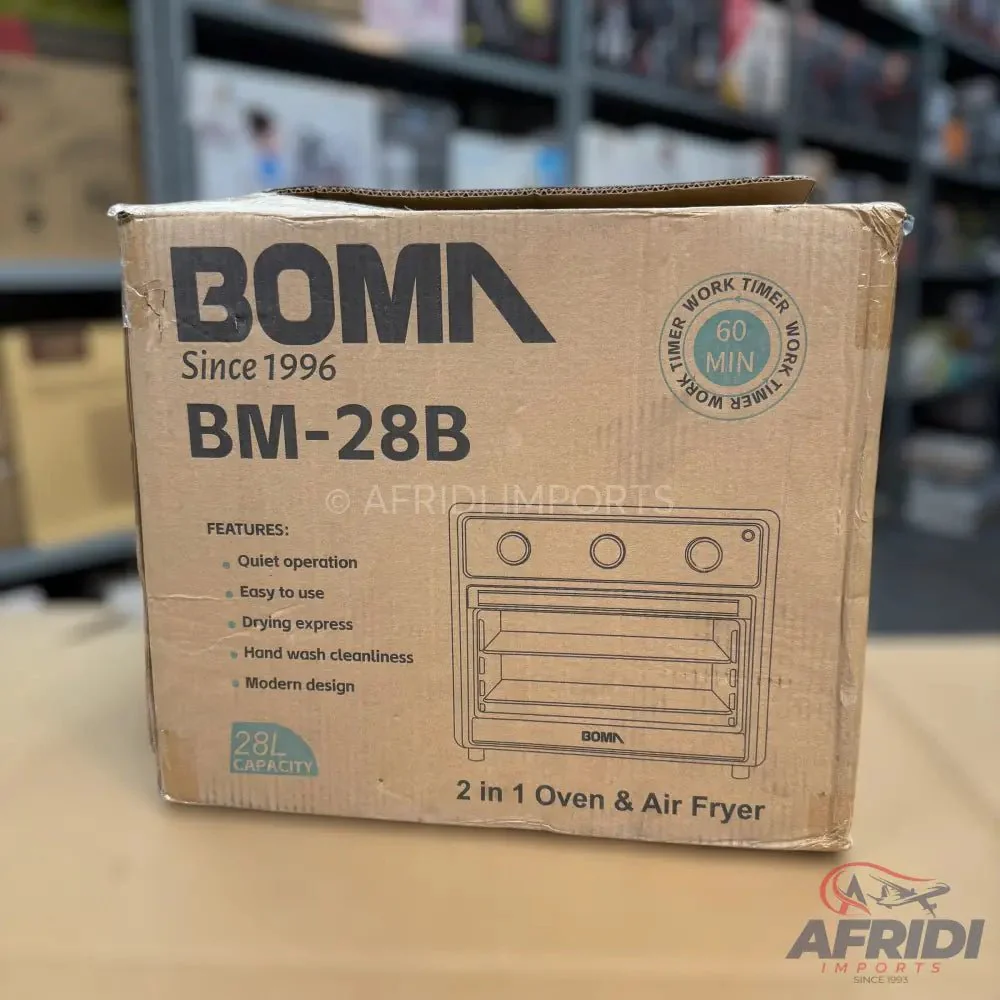 BOMA
Since 1996
BM-28B
WORK TIMER WORK TIMER WORK TIMER
60
MIN
© AFRIDI IMPORTS
FEATURES:
Quiet operation
Easy to use
Drying express
Hand wash cleanliness
Modern design
28L
CAPACITY
BOMA
2 in 1 Oven & Air Fryer
AFRIDI
IMPORTS
SINCE 1993